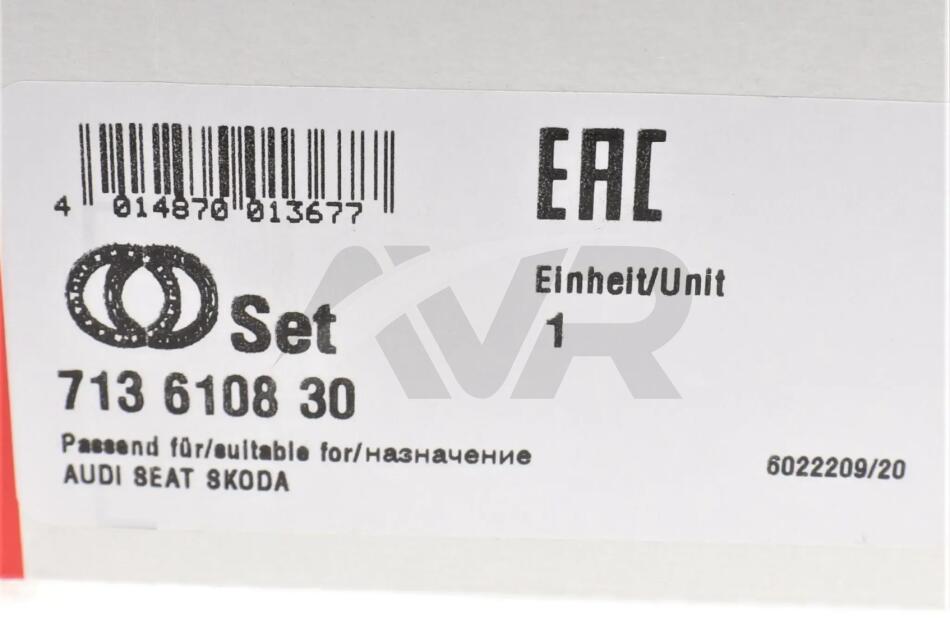 4 014870 013677
EAC
Set
Einheit/Unit
1
713 6108 30
Passend für/suitable for/назначение
AUDI SEAT SKODA
6022209/20
AVR